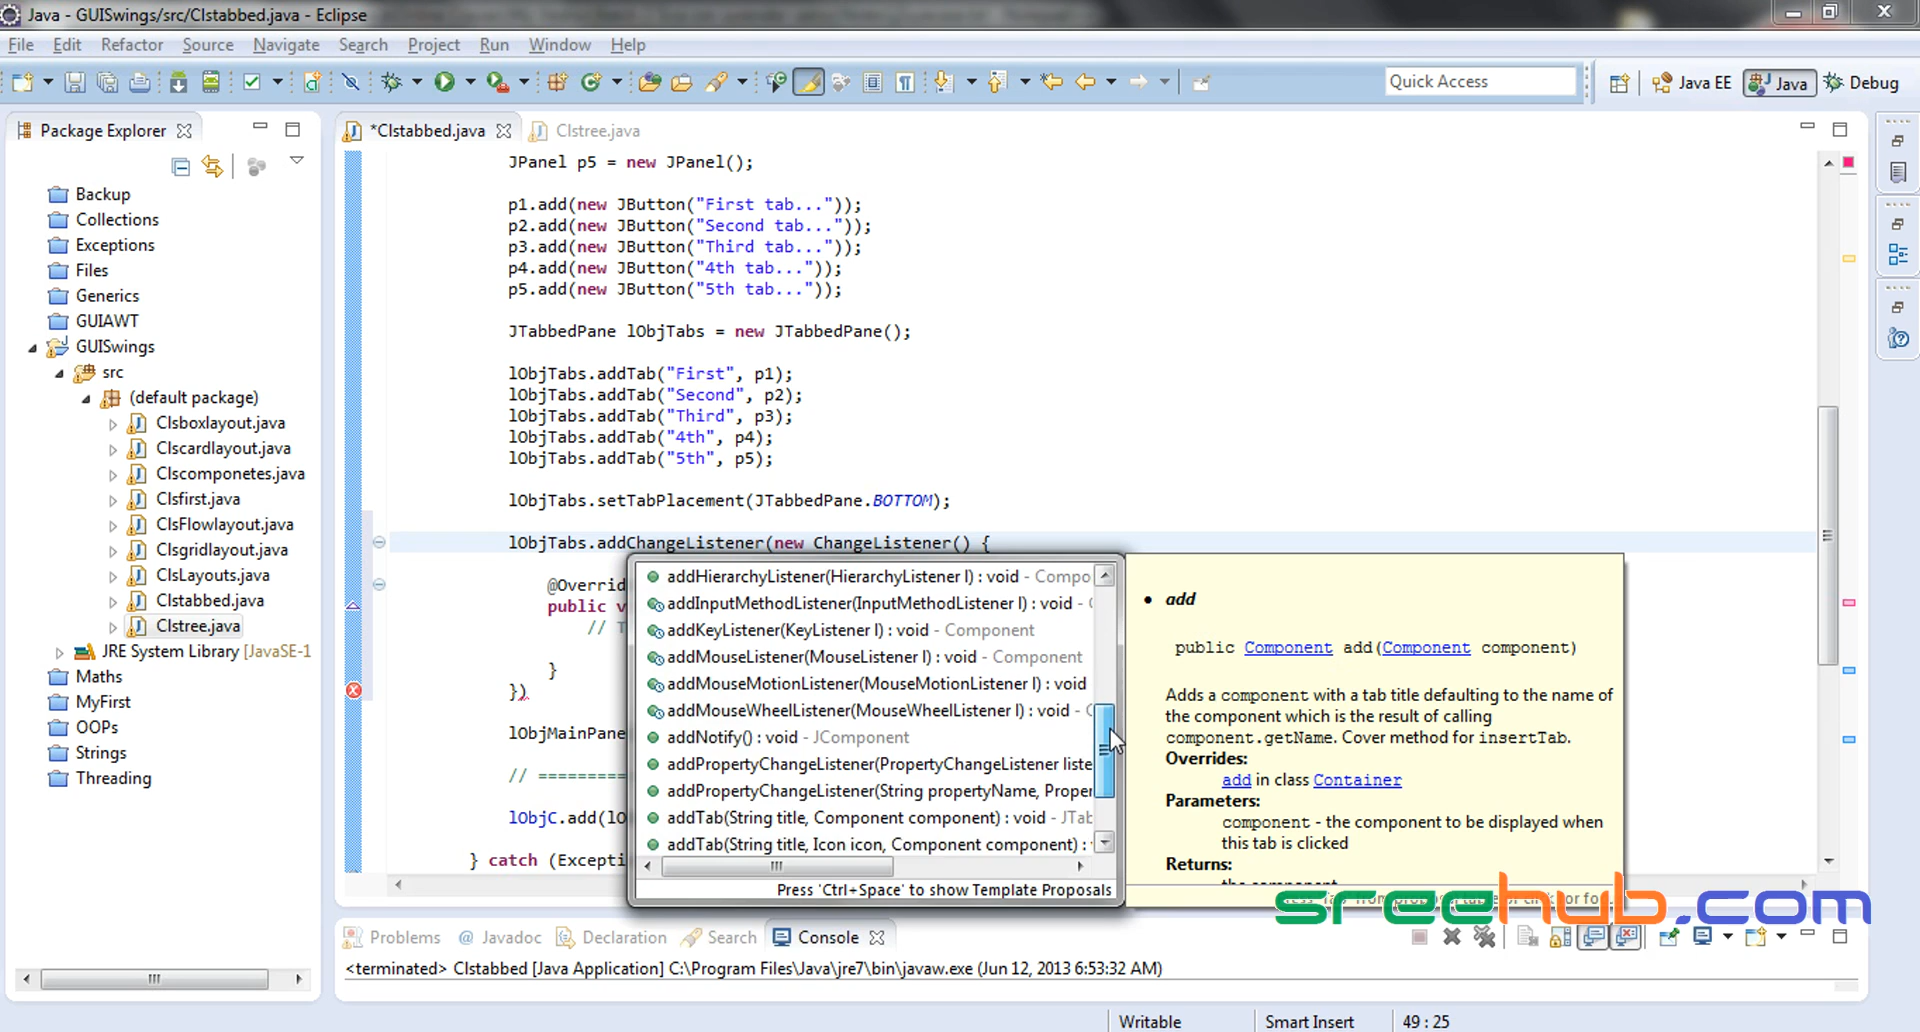 Java - GUISwings/src/Clstabbed.java - Eclipse
File Edit Refactor Source Navigate Search Project Run Window Help
Quick Access
Java EE
Java
Debug
Package Explorer
*Clstabbed.java
Clstree.java
Backup
Collections
Exceptions
Files
Generics
GUIAWT
GUISwings
src
(default package)
Clsboxlayout.java
Clscardlayout.java
Clscomponetes.java
Clsfirst.java
ClsFlowlayout.java
Clsgridlayout.java
ClsLayouts.java
Clstabbed.java
Clstree.java
JRE System Library [JavaSE-1
Maths
MyFirst
OOPs
Strings
Threading
JPanel p5 = new JPanel();
p1.add(new JButton("First tab..."));
p2.add(new JButton("Second tab..."));
p3.add(new JButton("Third tab..."));
p4.add(new JButton("4th tab..."));
p5.add(new JButton("5th tab..."));
JTabbedPane lObjTabs = new JTabbedPane();
lObjTabs.addTab("First", p1);
lObjTabs.addTab("Second", p2);
lObjTabs.addTab("Third", p3);
lObjTabs.addTab("4th", p4);
lObjTabs.addTab("5th", p5);
lObjTabs.setTabPlacement(JTabbedPane.BOTTOM);
lObjTabs.addChangeListener(new ChangeListener() {
@Overrid
public v
// T
}
})
lObjMainPane
// ==========
lObjC.add(lO
} catch (Excepti
addHierarchyListener(HierarchyListener l) : void - Compo
addInputMethodListener(InputMethodListener l) : void - C
addKeyListener(KeyListener l) : void - Component
addMouseListener(MouseListener l) : void - Component
addMouseMotionListener(MouseMotionListener l) : void
addMouseWheelListener(MouseWheelListener l) : void - C
addNotify() : void - JComponent
addPropertyChangeListener(PropertyChangeListener liste
addPropertyChangeListener(String propertyName, Proper
addTab(String title, Component component) : void - JTab
addTab(String title, Icon icon, Component component) :
Press 'Ctrl+Space' to show Template Proposals
add
public Component add(Component component)
Adds a component with a tab title defaulting to the name of
the component which is the result of calling
component.getName. Cover method for insertTab.
Overrides:
add in class Container
Parameters:
component - the component to be displayed when
this tab is clicked
Returns:
the component
sreehub.com
Problems
@ Javadoc
Declaration
Search
Console
<terminated> Clstabbed [Java Application] C:\Program Files\Java\jre7\bin\javaw.exe (Jun 12, 2013 6:53:32 AM)
Writable
Smart Insert
49 : 25